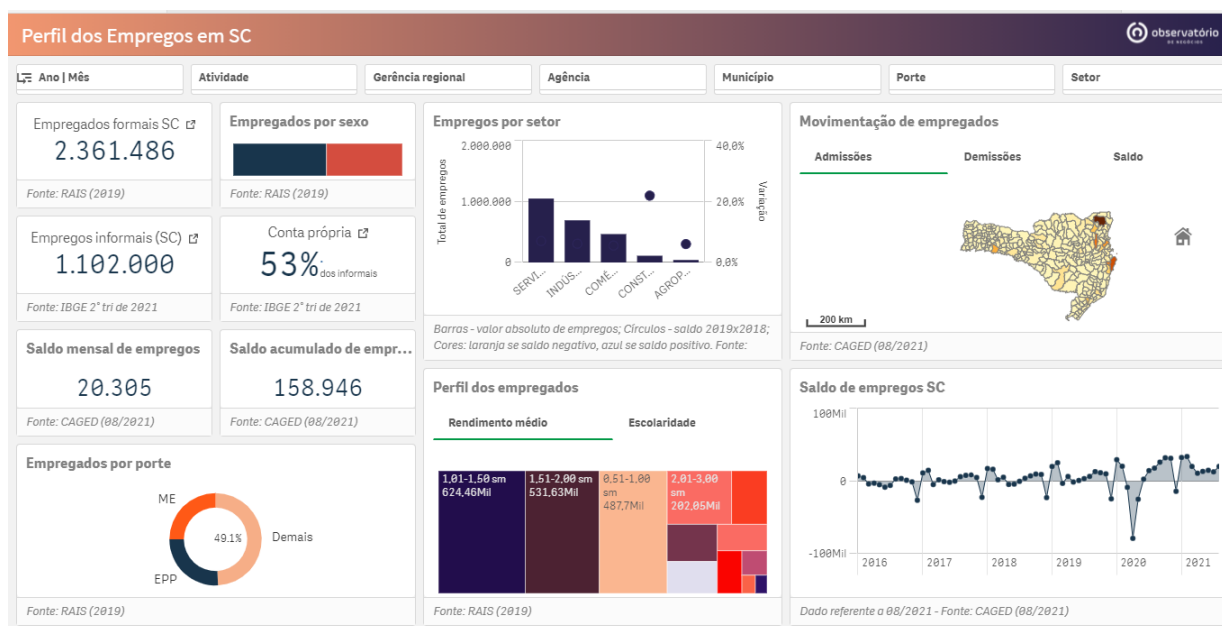 Perfil dos Empregos em SC
observatório
DE NEGÓCIOS
Ano | Mês
Atividade
Gerência regional
Agência
Município
Porte
Setor
Empregados formais SC
2.361.486
Fonte: RAIS (2019)
Empregados por sexo
Fonte: RAIS (2019)
Empregos informais (SC)
1.102.000
Fonte: IBGE 2°tri de 2021
Conta própria
53%
dos informais
Fonte: IBGE 2°tri de 2021
Saldo mensal de empregos
20.305
Fonte: CAGED (08/2021)
Saldo acumulado de empr...
158.946
Fonte: CAGED (08/2021)
Empregados por porte
ME
49.1%
Demais
EPP
Fonte: RAIS (2019)
Empregos por setor
Total de empregos
2.000.000
1.000.000
0
40,0%
20,0%
0,0%
Variação
SERVI...
INDÚS...
COMÉ...
CONST...
AGROP...
Barras - valor absoluto de empregos; Círculos - saldo 2019x2018;
Cores: laranja se saldo negativo, azul se saldo positivo. Fonte:
Perfil dos empregados
Rendimento médio
Escolaridade
1,01-1,50 sm
624,46Mil
1,51-2,00 sm
531,63Mil
0,51-1,00
sm
487,7Mil
2,01-3,00
sm
202,05Mil
Fonte: RAIS (2019)
Movimentação de empregados
Admissões
Demissões
Saldo
200 km
Fonte: CAGED (08/2021)
Saldo de empregos SC
100Mil
0
-100Mil
2016
2017
2018
2019
2020
2021
Dado referente a 08/2021 - Fonte: CAGED (08/2021)